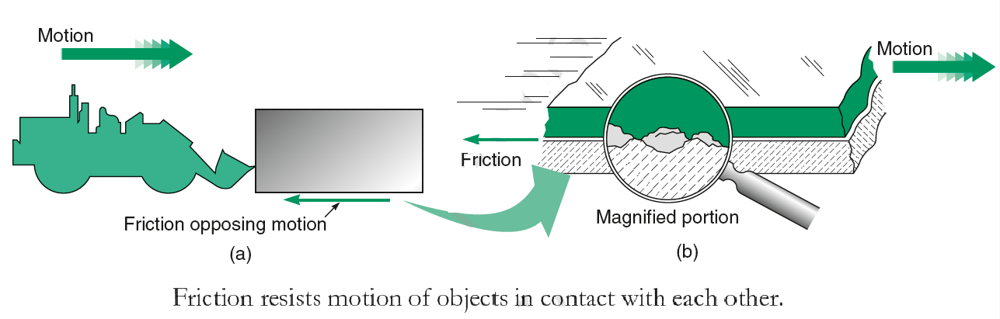 Motion
Motion
Friction
Magnified portion
Friction opposing motion
(a)
(b)
Friction resists motion of objects in contact with each other.